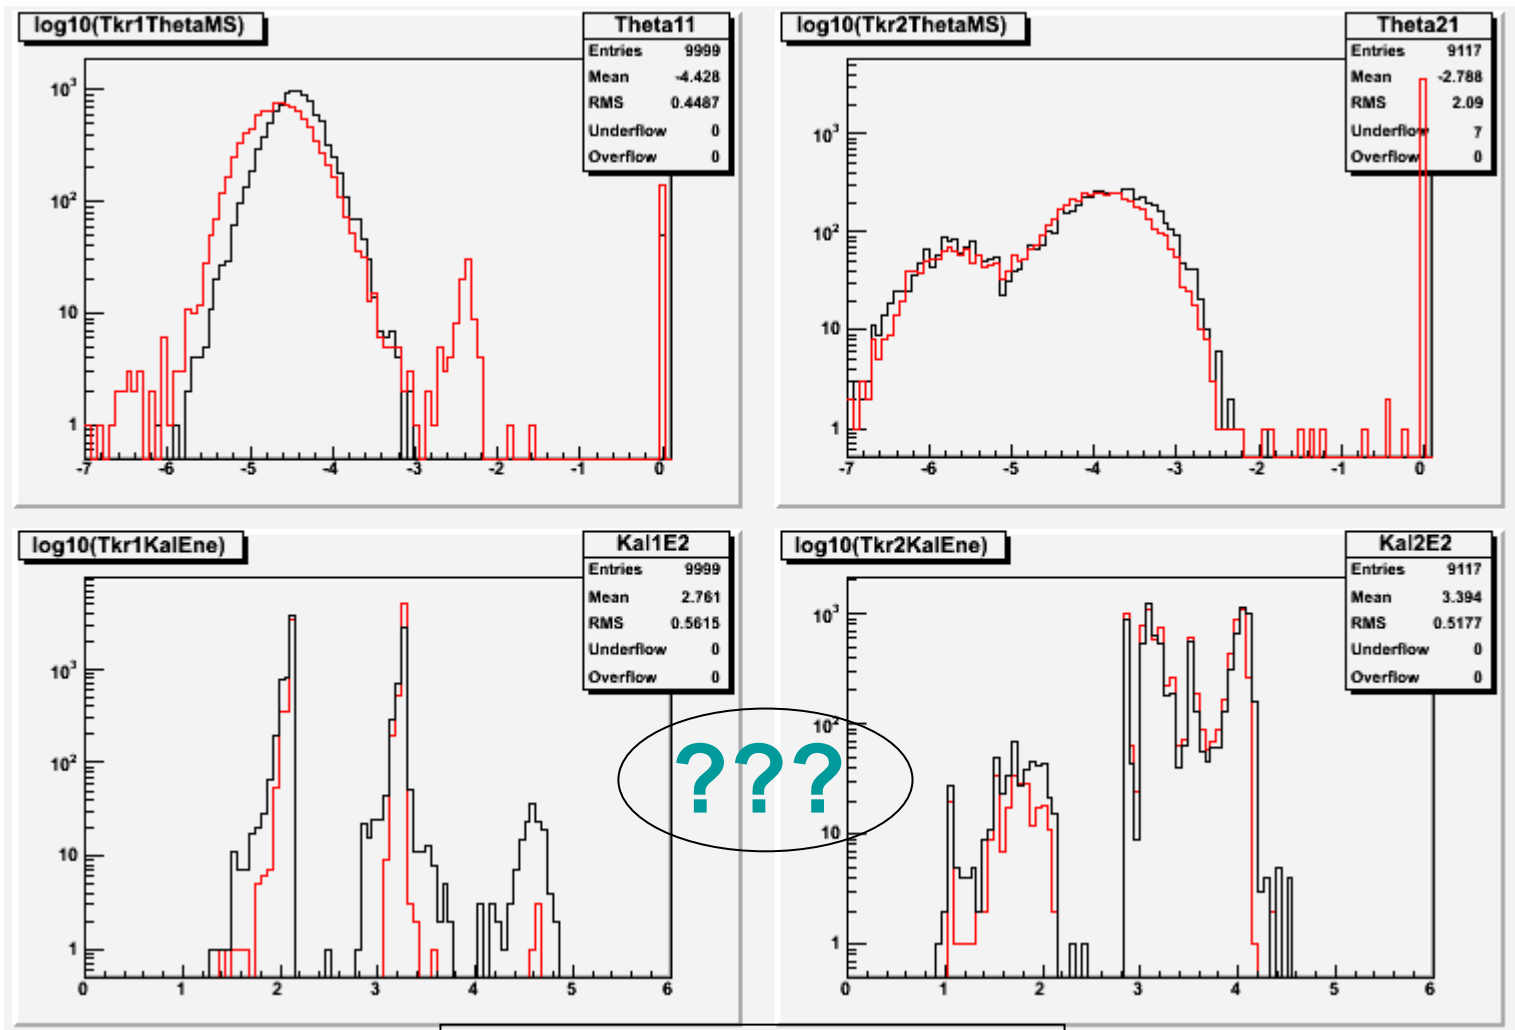 log10(Tkr1ThetaMS)
Theta11
Entries 9999
Mean -4.428
RMS 0.4487
Underflow 0
Overflow 0
10³
10²
10
1
-7 -6 -5 -4 -3 -2 -1 0
log10(Tkr2ThetaMS)
Theta21
Entries 9117
Mean -2.788
RMS 2.09
Underflow 7
Overflow 0
10³
10²
10
1
-7 -6 -5 -4 -3 -2 -1 0
log10(Tkr1KalEne)
Kal1E2
Entries 9999
Mean 2.761
RMS 0.5615
Underflow 0
Overflow 0
10³
10²
10
1
0 1 2 3 4 5 6
???
log10(Tkr2KalEne)
Kal2E2
Entries 9117
Mean 3.394
RMS 0.5177
Underflow 0
Overflow 0
10³
10²
10
1
0 1 2 3 4 5 6